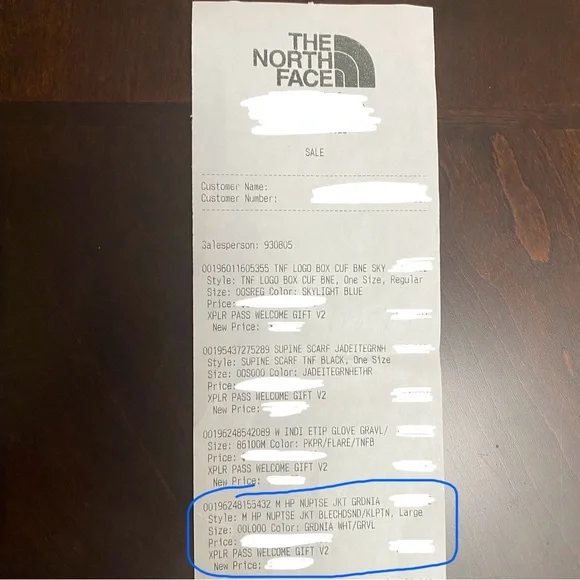 THE
NORTH
FACE
SALE
Customer Name:
Customer Number:
Salesperson: 930805
00196011605355 TNF LOGO BOX CUF BNE SKY
Style: TNF LOGO BOX CUF BNE, One Size, Regular
Size: OOSREG Color: SKYLIGHT BLUE
Price:
XPLR PASS WELCOME GIFT V2
New Price:
00195437275289 SUPINE SCARF JADEITEGRNH
Style: SUPINE SCARF TNF BLACK, One Size
Size: OOSOOO Color: JADEITEGRNHETHR
Price:
XPLR PASS WELCOME GIFT V2
New Price:
00196248542089 W INDI ETIP GLOVE GRAVL/
Size: 86100M Color: PKPR/FLARE/TNFB
Price:
XPLR PASS WELCOME GIFT V2
New Price:
00196248155432 M HP NUPTSE JKT GRDNIA
Style: M HP NUPTSE JKT BLECHDSND/KLPTN, Large
Size: OOLOOO Color: GRDNIA WHT/GRVL
Price:
XPLR PASS WELCOME GIFT V2
New Price: